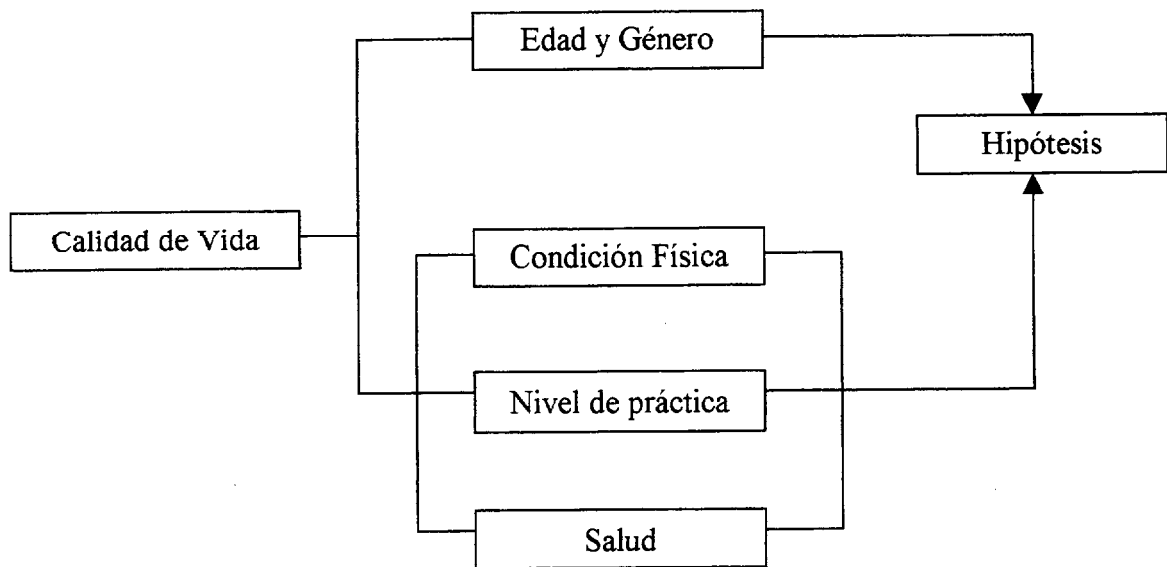 Edad y Género
Hipótesis
Calidad de Vida
Condición Física
Nivel de práctica
Salud